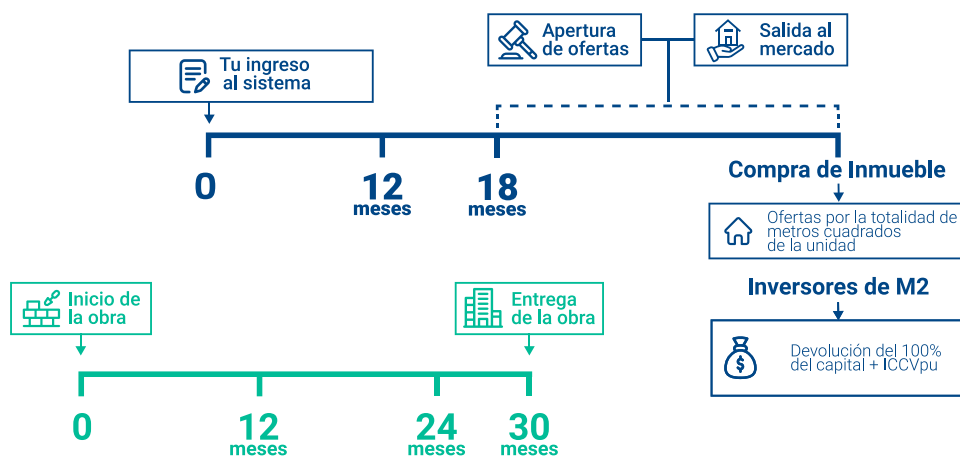 Apertura
de ofertas
Salida al
mercado
Tu ingreso
al sistema
0
12
meses
18
meses
Compra de Inmueble
Ofertas por la totalidad de
metros cuadrados
de la unidad
Inversores de M2
Devolución del 100%
del capital + ICCVpu
Inicio de
la obra
Entrega
de la obra
0
12
meses
24
meses
30
meses